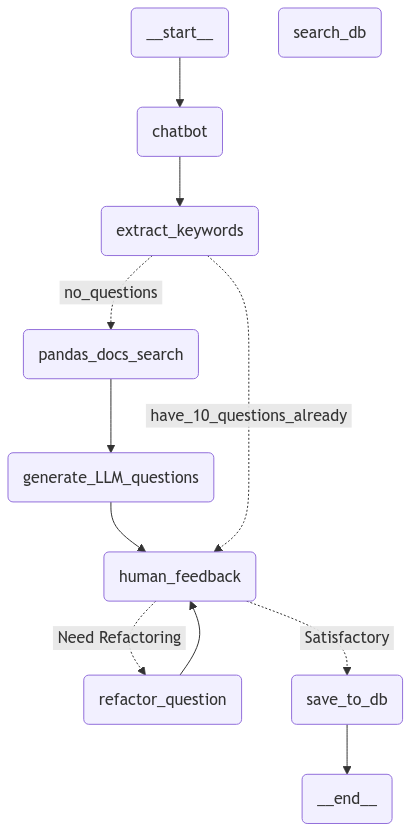 __start__
search_db
chatbot
extract_keywords
no_questions
pandas_docs_search
have_10_questions_already
generate_LLM_questions
human_feedback
Need Refactoring
Satisfactory
refactor_question
save_to_db
__end__